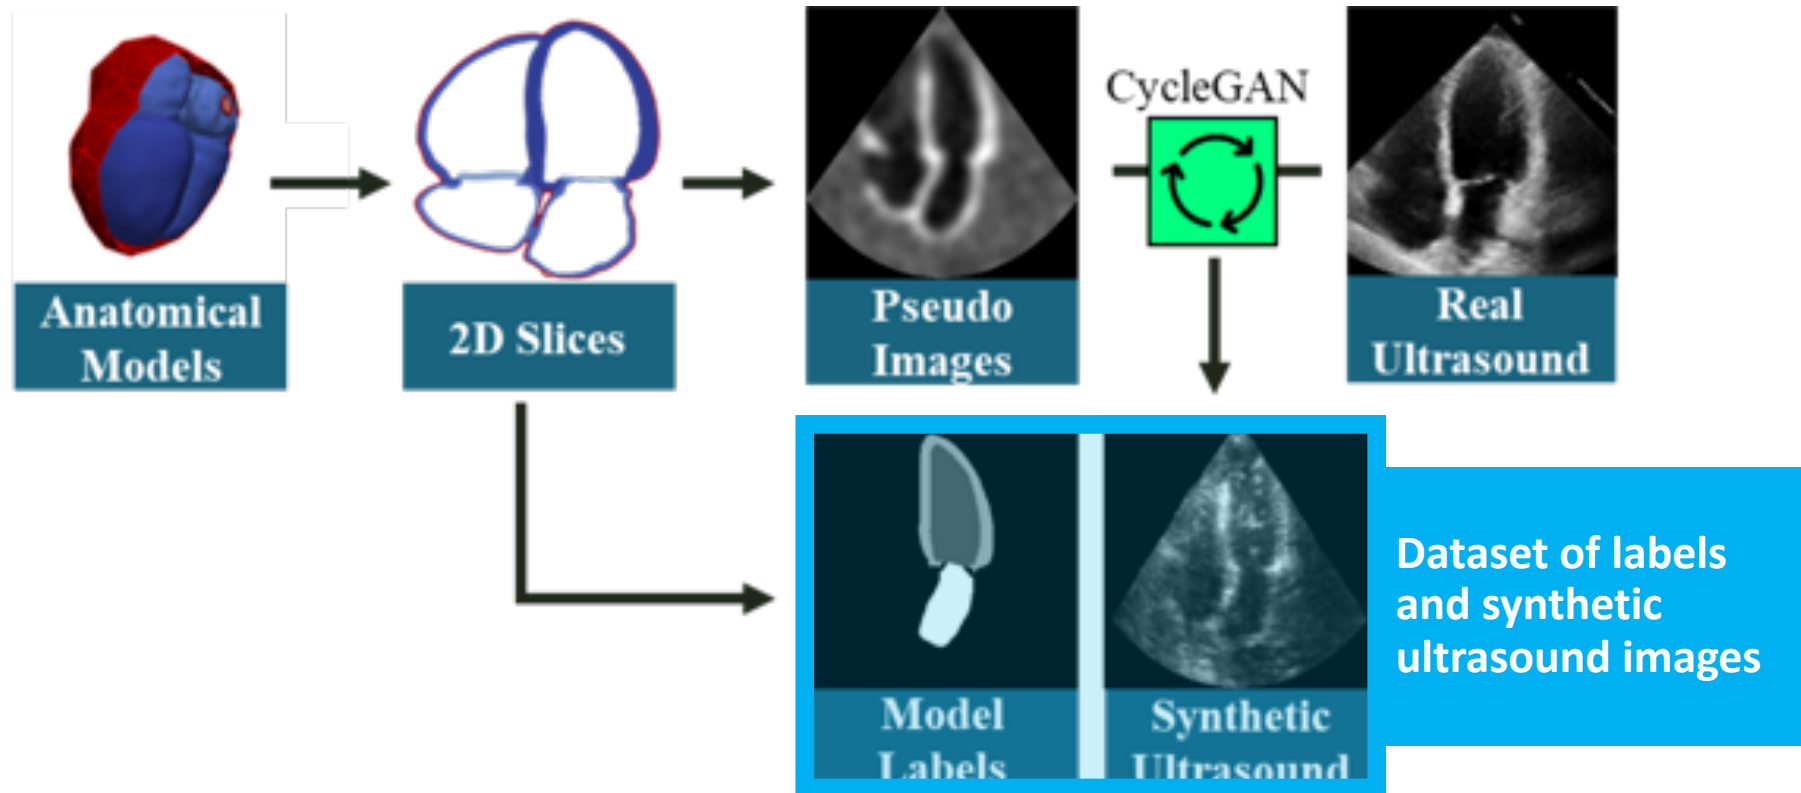 Anatomical
Models
2D Slices
Pseudo
Images
CycleGAN
Real
Ultrasound
Model
Labels
Synthetic
Ultrasound
Dataset of labels
and synthetic
ultrasound images